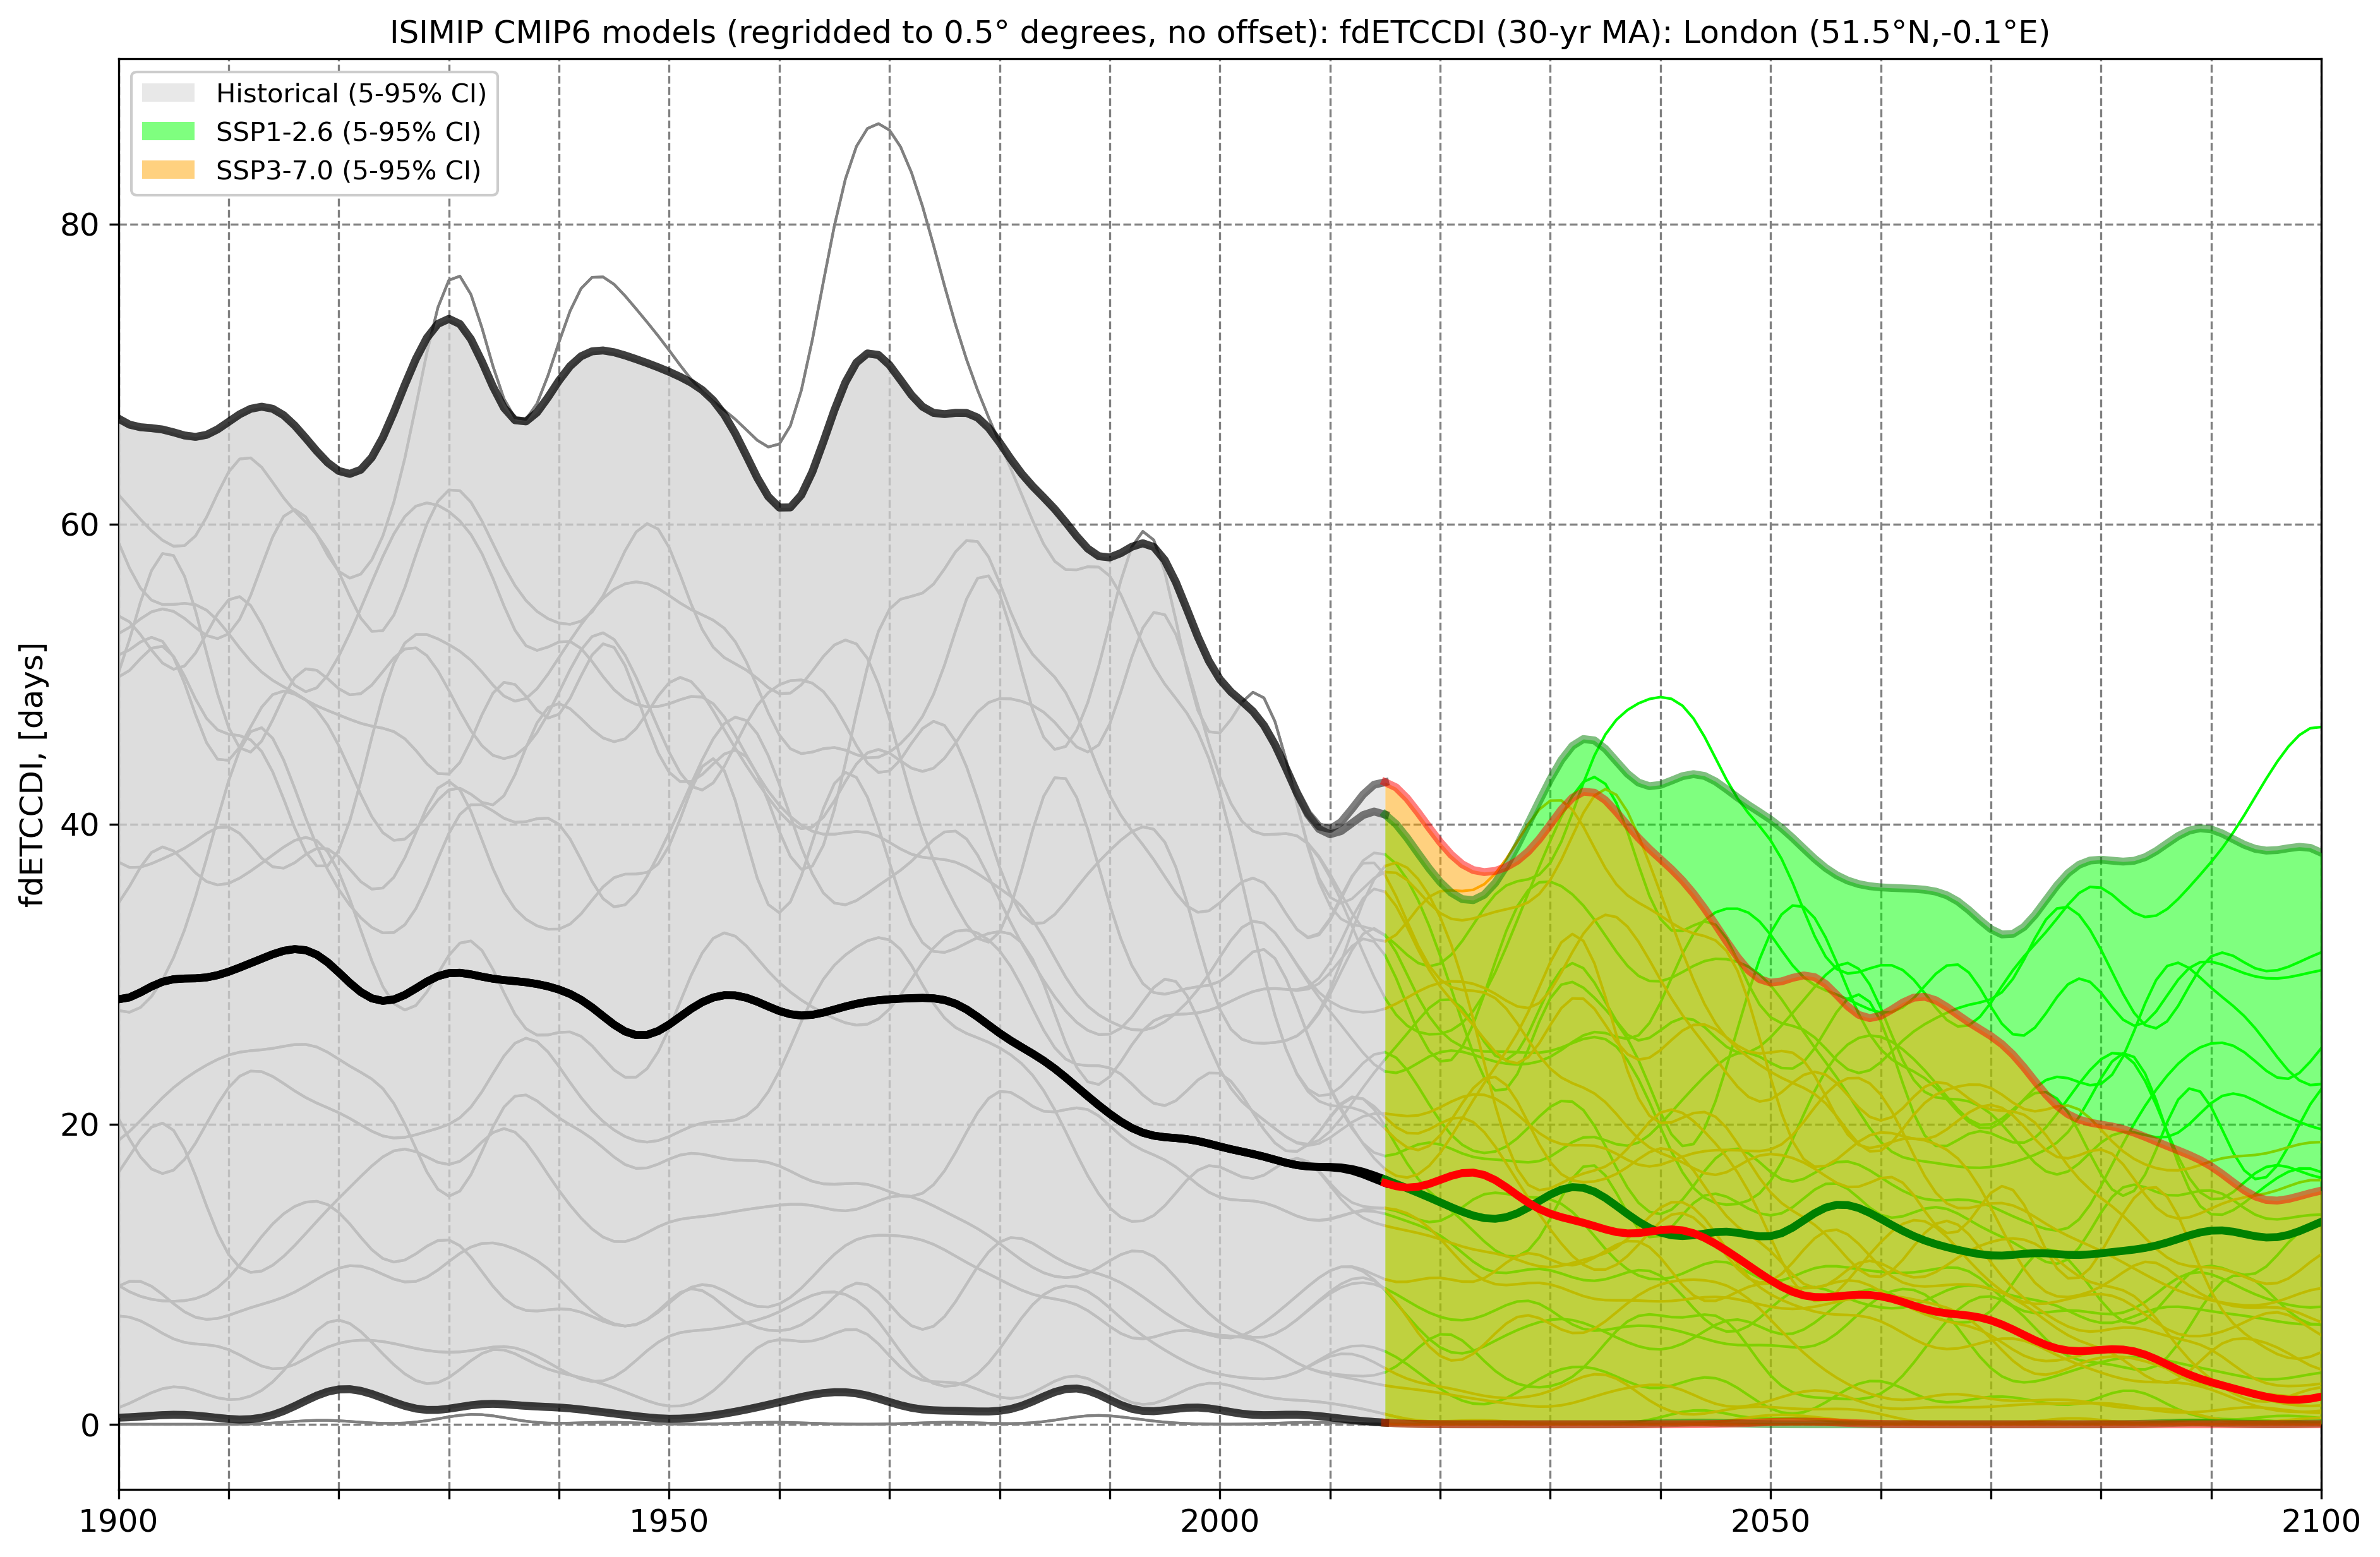 ISIMIP CMIP6 models (regridded to 0.5° degrees, no offset): fdETCCDI (30-yr MA): London (51.5°N,-0.1°E)
Historical (5-95% CI)
SSP1-2.6 (5-95% CI)
SSP3-7.0 (5-95% CI)
fdETCCDI, [days]
80
60
40
20
0
1900
1950
2000
2050
2100